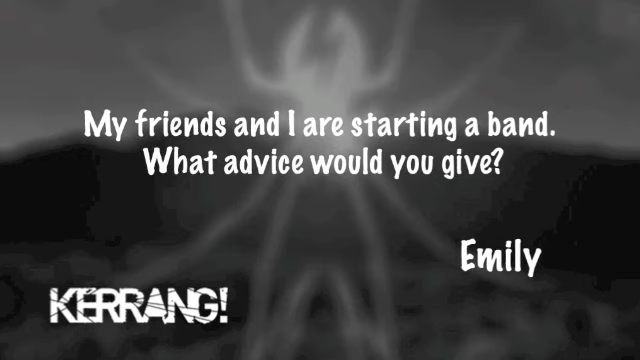 My friends and I are starting a band.
What advice would you give?
Emily
KERRANG!